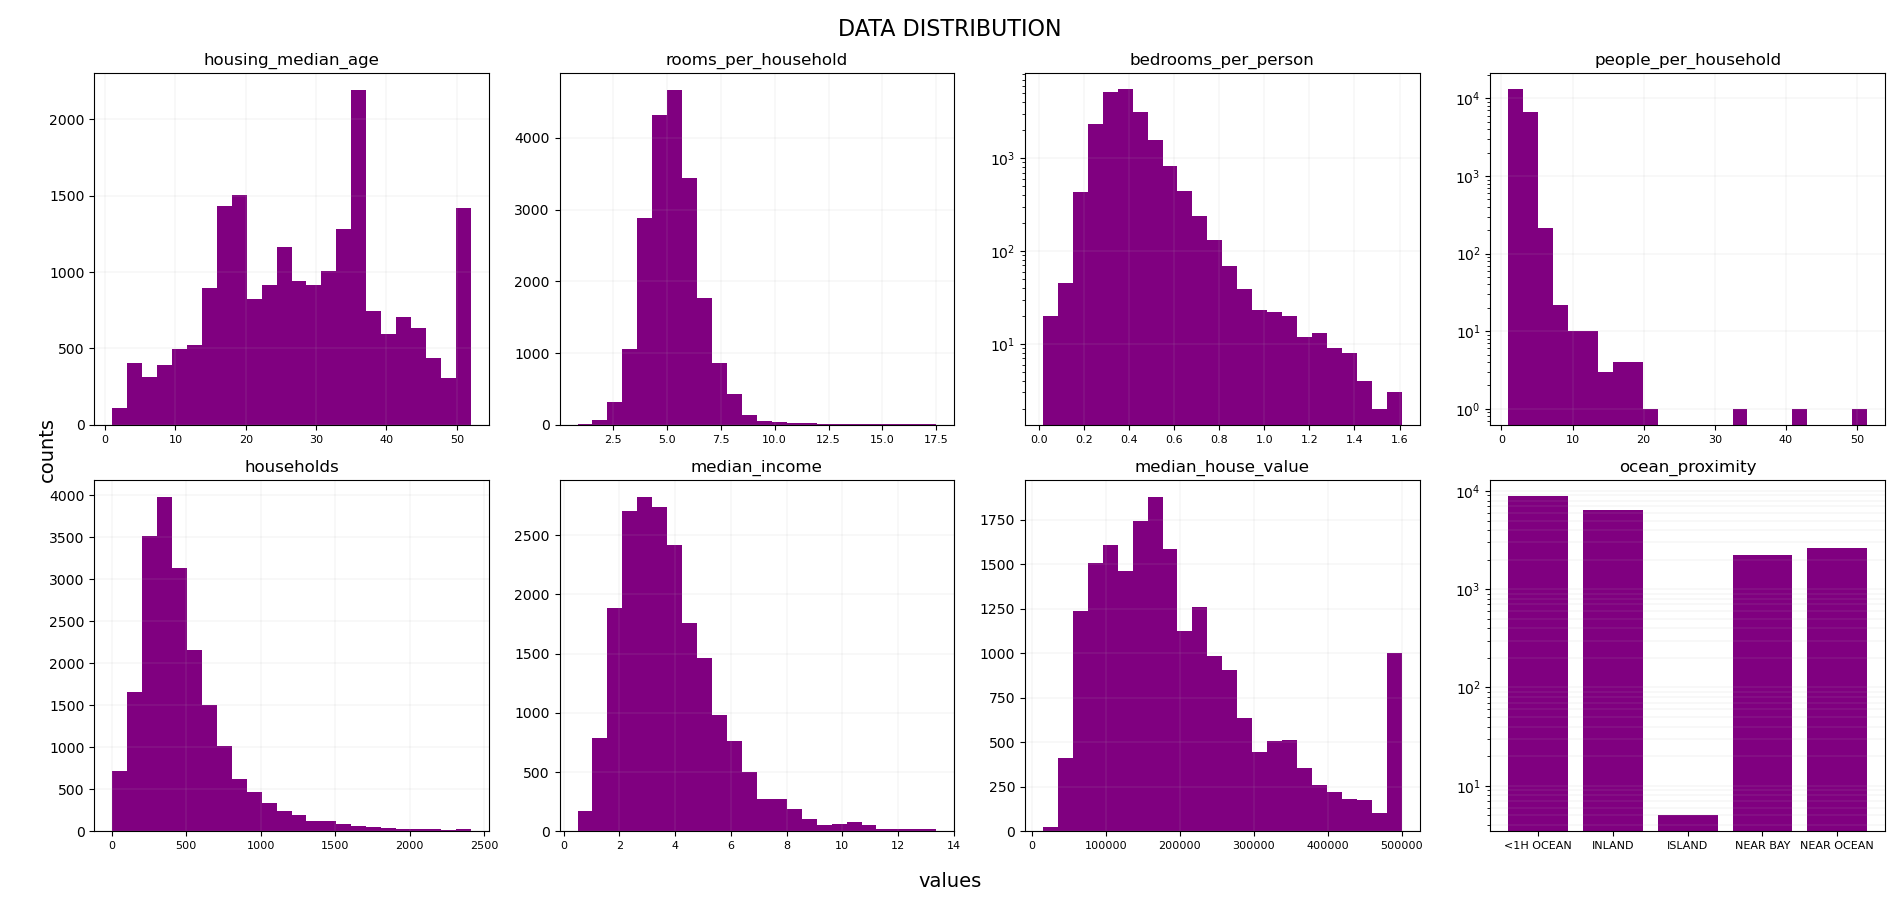 DATA DISTRIBUTION
housing_median_age
2000
1500
1000
500
0
0 10 20 30 40 50
rooms_per_household
4000
3000
2000
1000
0
2.5 5.0 7.5 10.0 12.5 15.0 17.5
bedrooms_per_person
10³
10²
10¹
0.0 0.2 0.4 0.6 0.8 1.0 1.2 1.4 1.6
people_per_household
10⁴
10³
10²
10¹
10⁰
0 10 20 30 40 50
counts
households
4000
3500
3000
2500
2000
1500
1000
500
0
0 500 1000 1500 2000 2500
median_income
2500
2000
1500
1000
500
0
0 2 4 6 8 10 12 14
median_house_value
1750
1500
1250
1000
750
500
250
0
0 100000 200000 300000 400000 500000
ocean_proximity
10⁴
10³
10²
10¹
<1H OCEAN INLAND ISLAND NEAR BAY NEAR OCEAN
values